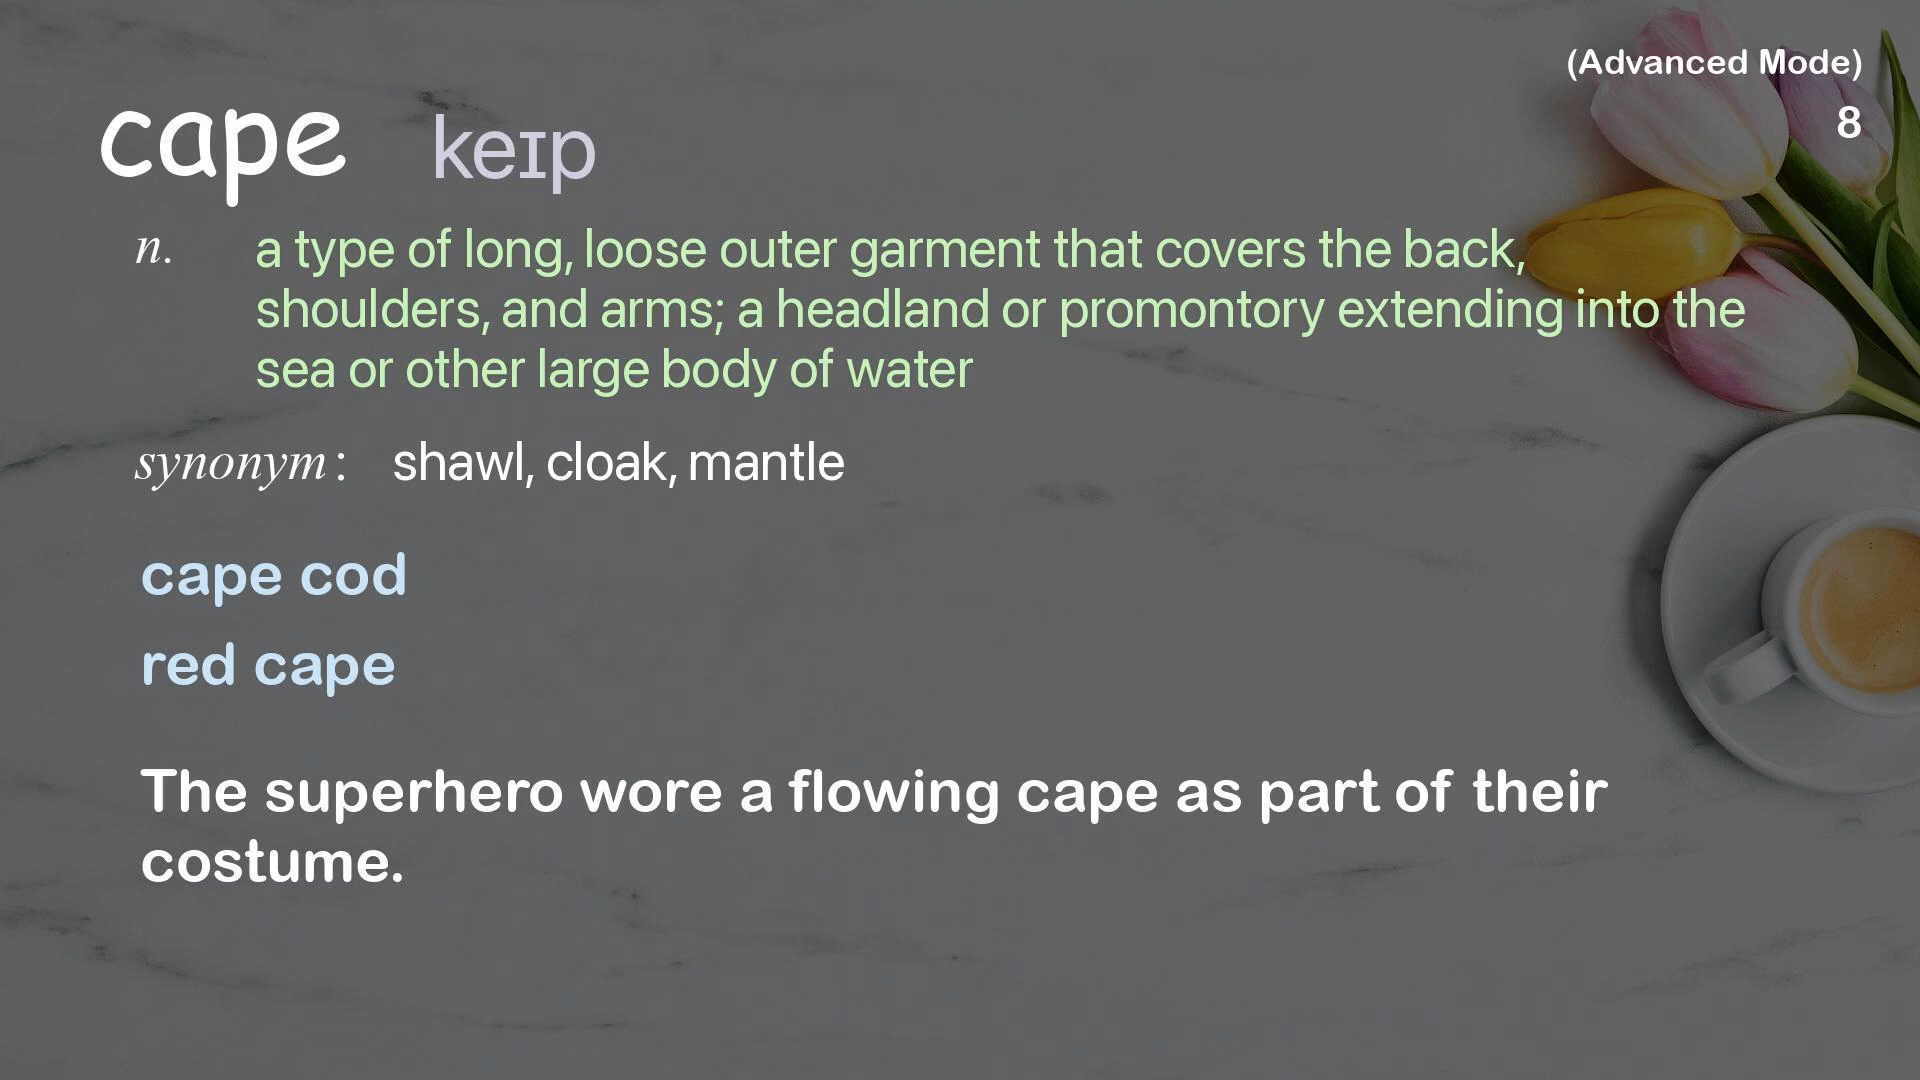 (Advanced Mode)
8
cape keɪp
n. a type of long, loose outer garment that covers the back,
shoulders, and arms; a headland or promontory extending into the
sea or other large body of water
synonym: shawl, cloak, mantle
cape cod
red cape
The superhero wore a flowing cape as part of their
costume.